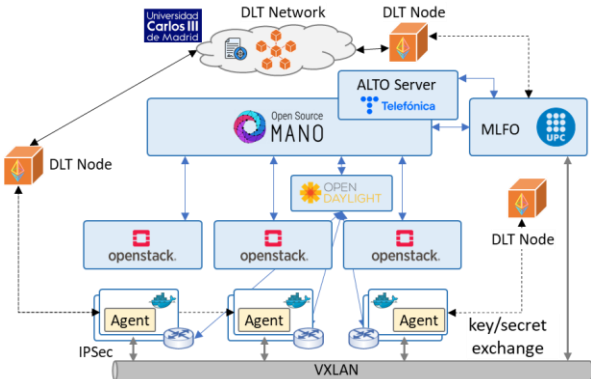 Universidad
Carlos III
de Madrid
DLT Network
DLT Node
ALTO Server
Telefónica
Open Source
MANO
MLFO
UPC
DLT Node
OPEN
DAYLIGHT
openstack.
openstack.
openstack.
DLT Node
Agent
Agent
Agent
IPSec
key/secret
exchange
VXLAN